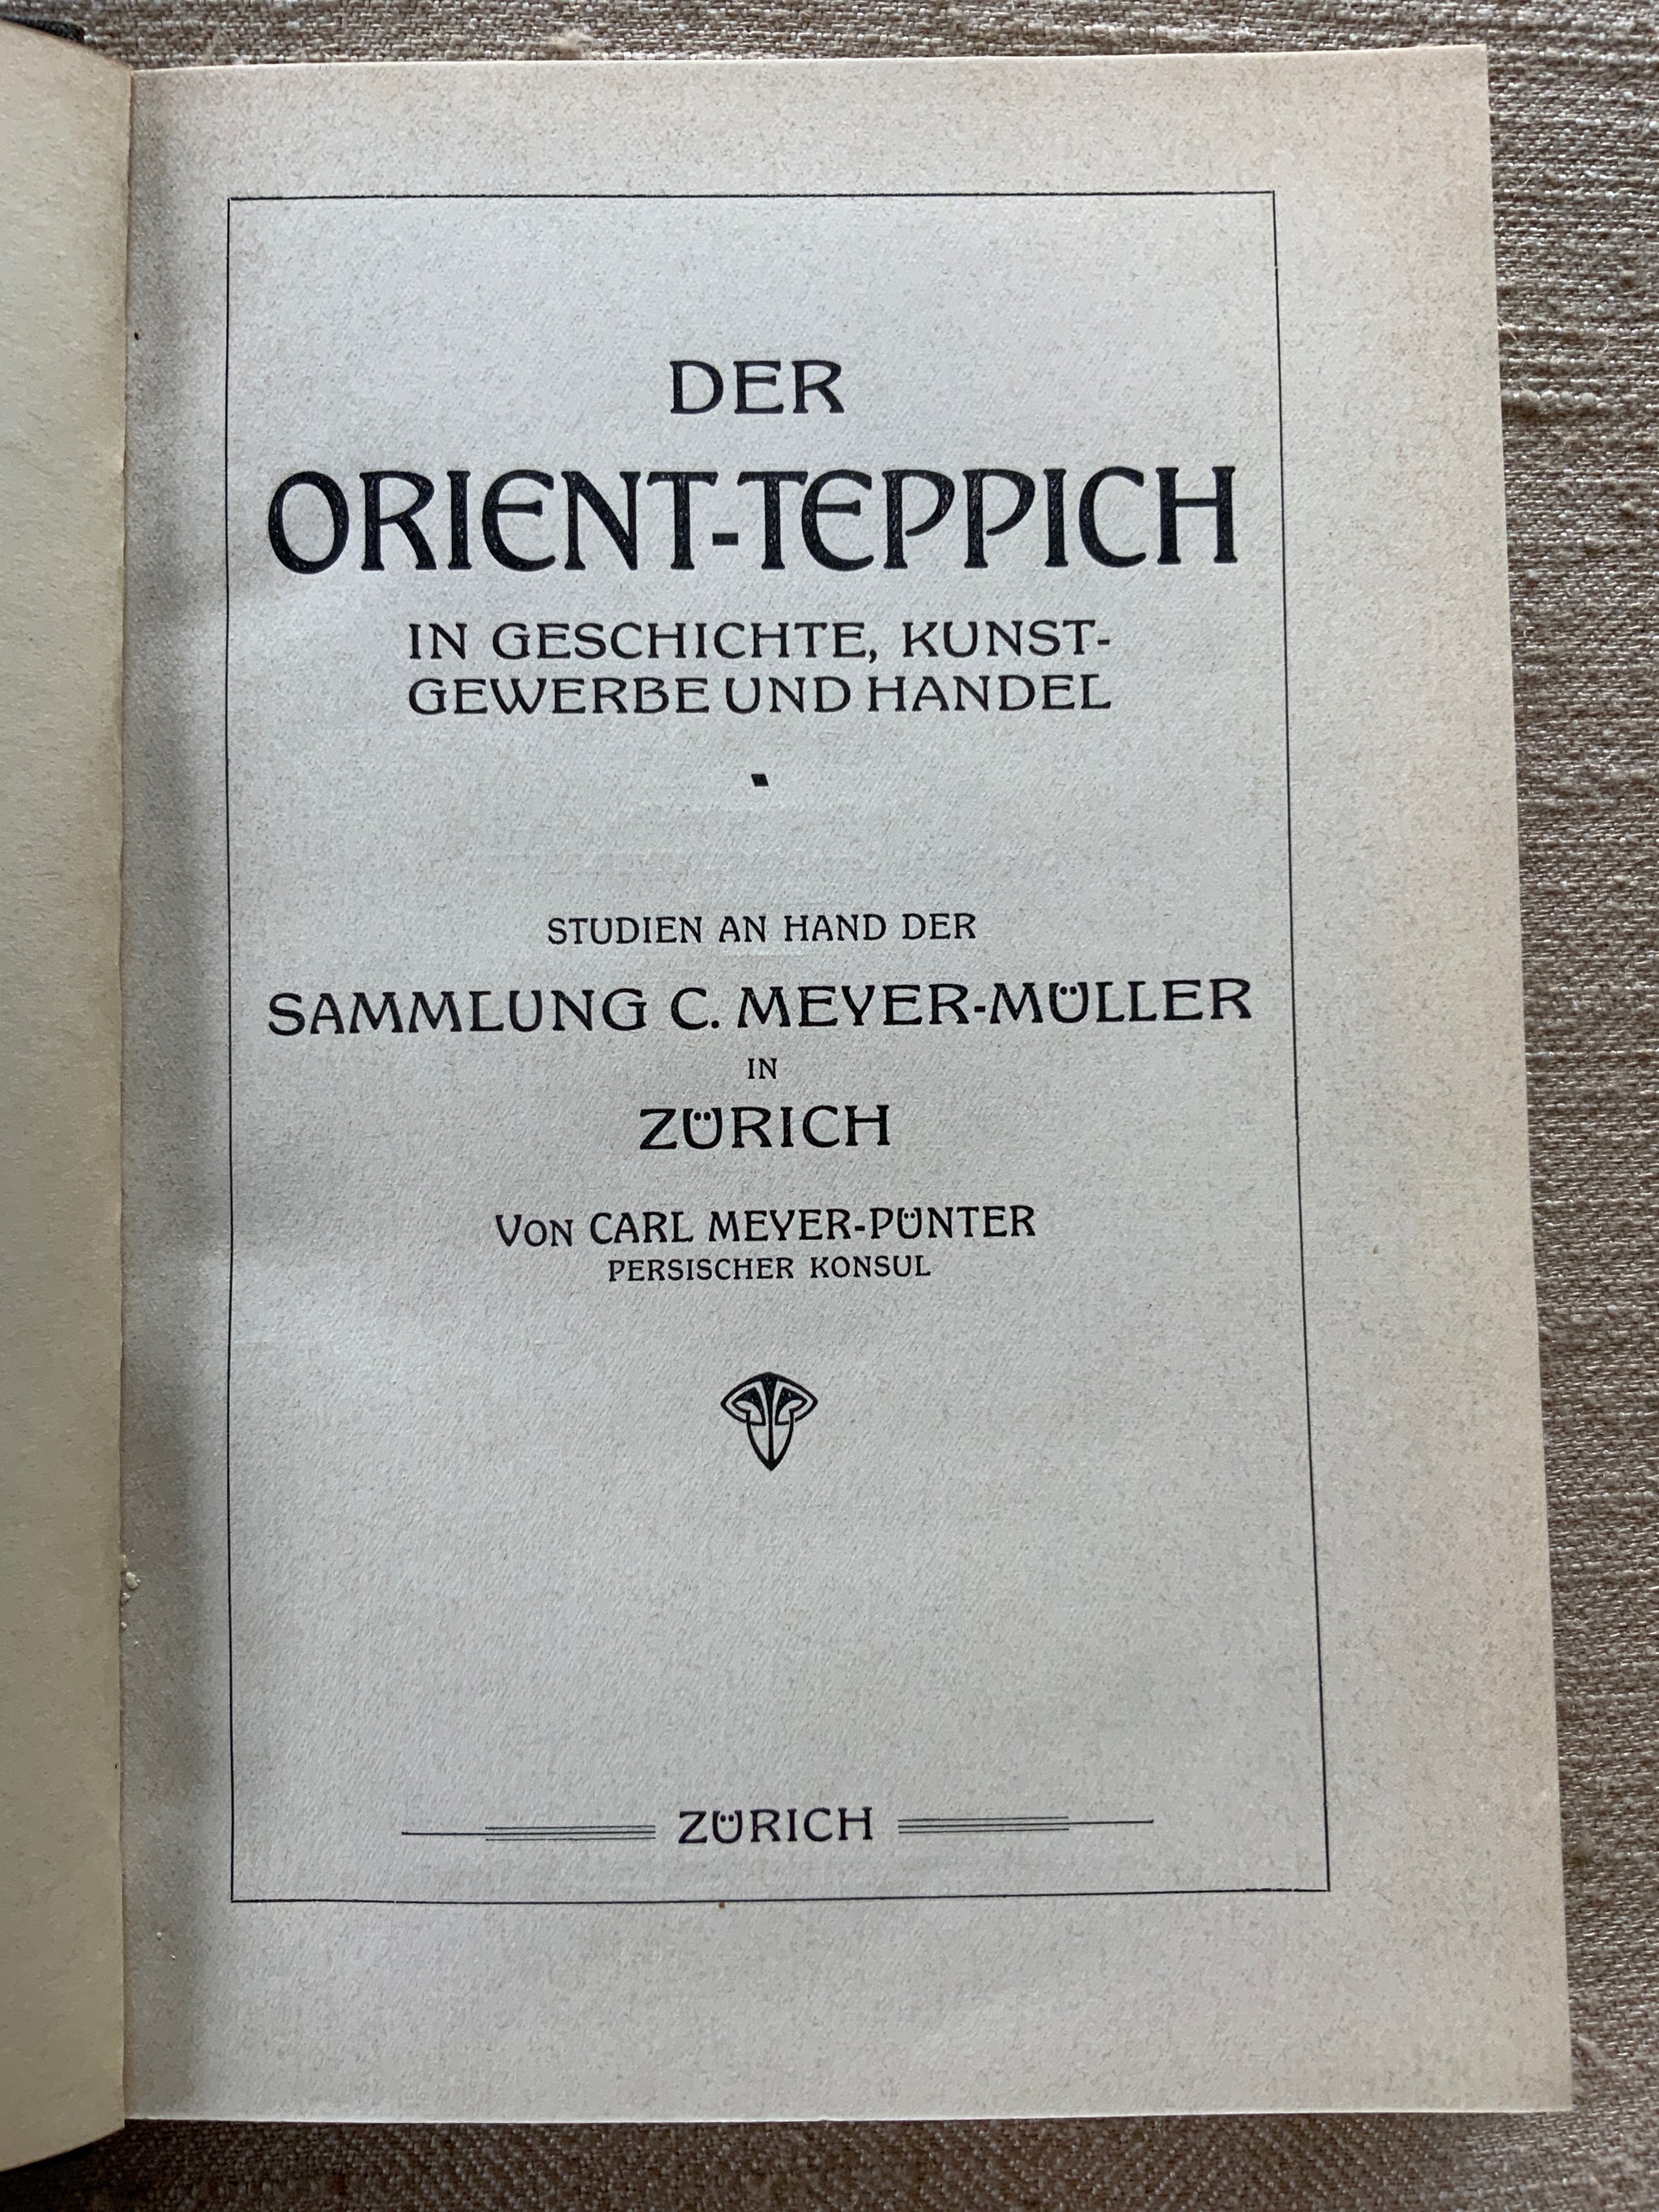 DER
ORIENT-TEPPICH
IN GESCHICHTE, KUNST-
GEWERBE UND HANDEL
STUDIEN AN HAND DER
SAMMLUNG C. MEYER-MÜLLER
IN
ZÜRICH
VON CARL MEYER-PÜNTER
PERSISCHER KONSUL
ZÜRICH